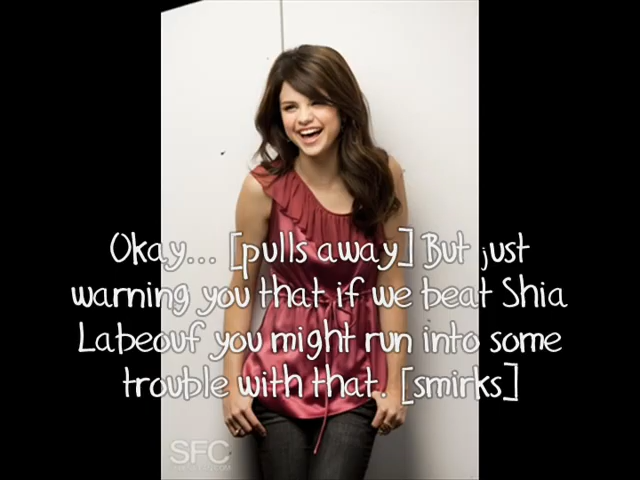 Okay... [pulls away] But just
warning you that if we beat Shia
Labeouf you might run into some
trouble with that. [smirks]
SFC